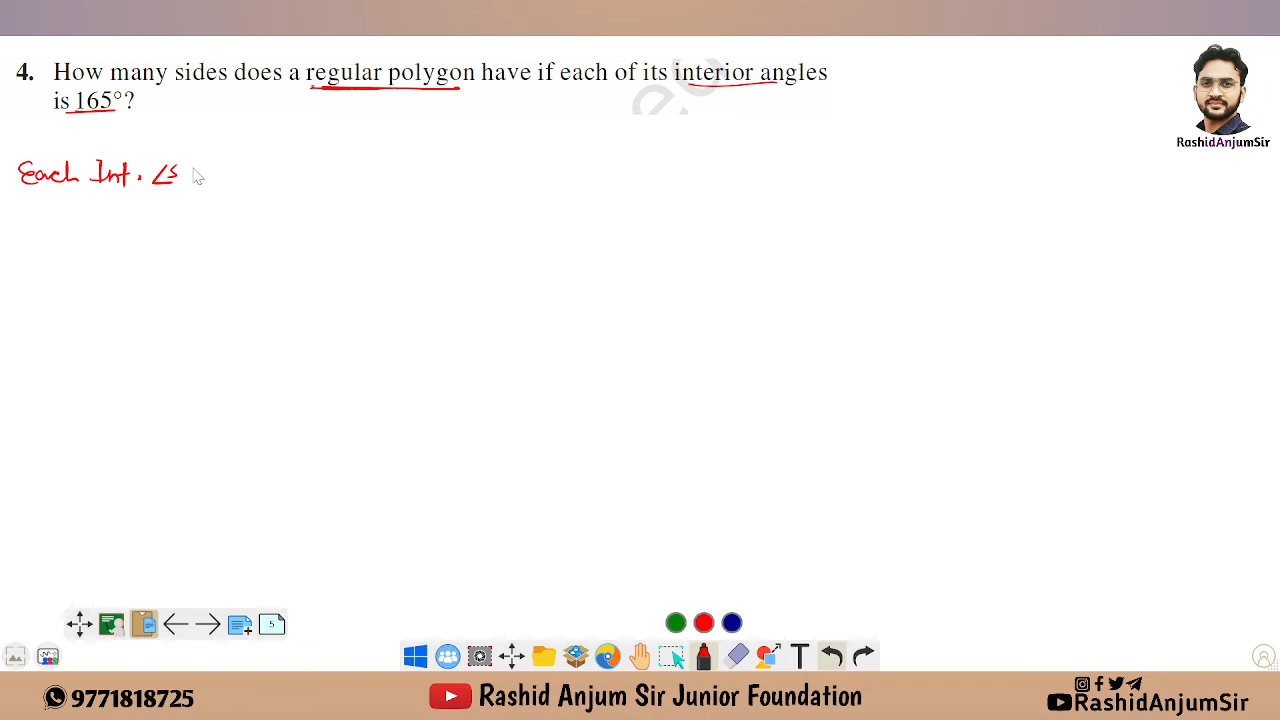 4. How many sides does a regular polygon have if each of its interior angles
is 165°?
RashidAnjumSir
Each Int. ∠s
5
T
9771818725
Rashid Anjum Sir Junior Foundation
RashidAnjumSir